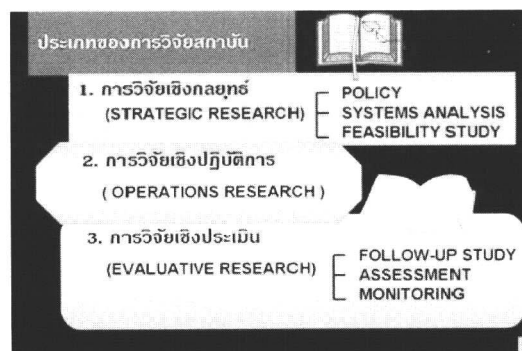 ประเภทของการวิจัยสถาบัน
1. การวิจัยเชิงกลยุทธ์
(STRATEGIC RESEARCH)
POLICY
SYSTEMS ANALYSIS
FEASIBILITY STUDY
2. การวิจัยเชิงปฏิบัติการ
( OPERATIONS RESEARCH )
3. การวิจัยเชิงประเมิน
(EVALUATIVE RESEARCH)
FOLLOW-UP STUDY
ASSESSMENT
MONITORING